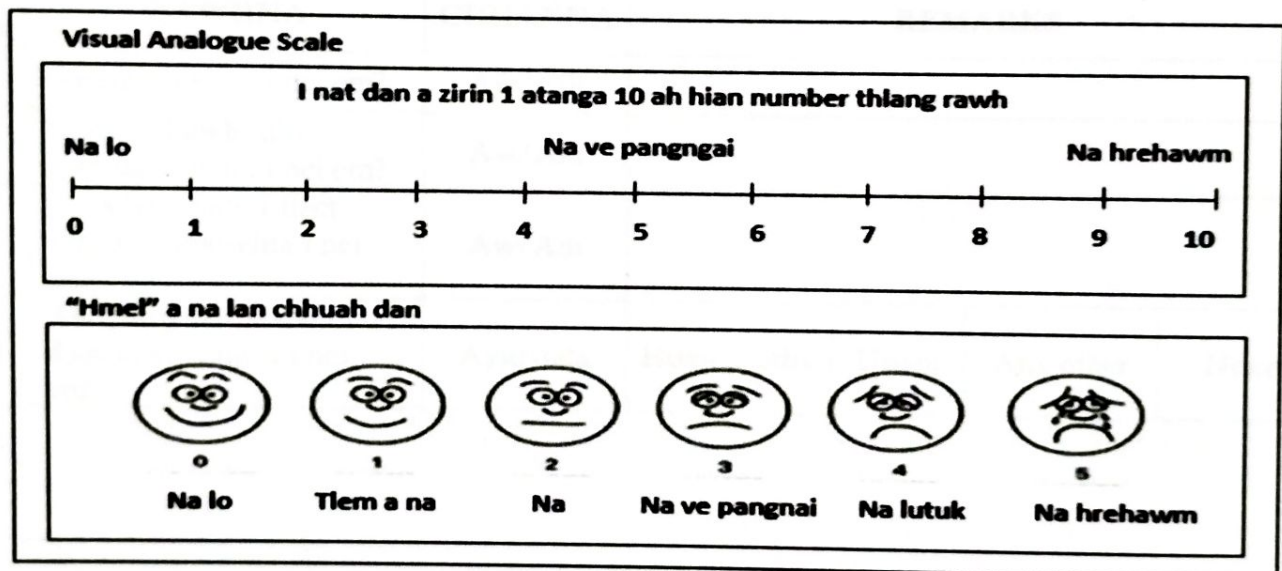 Visual Analogue Scale
I nat dan a zirin 1 atanga 10 ah hian number thlang rawh
Na lo Na ve pangngai Na hrehawm
0 1 2 3 4 5 6 7 8 9 10
“Hmel” a na lan chhuah dan
0 1 2 3 4 5
Na lo Tlem a na Na Na ve pangnai Na lutuk Na hrehawm